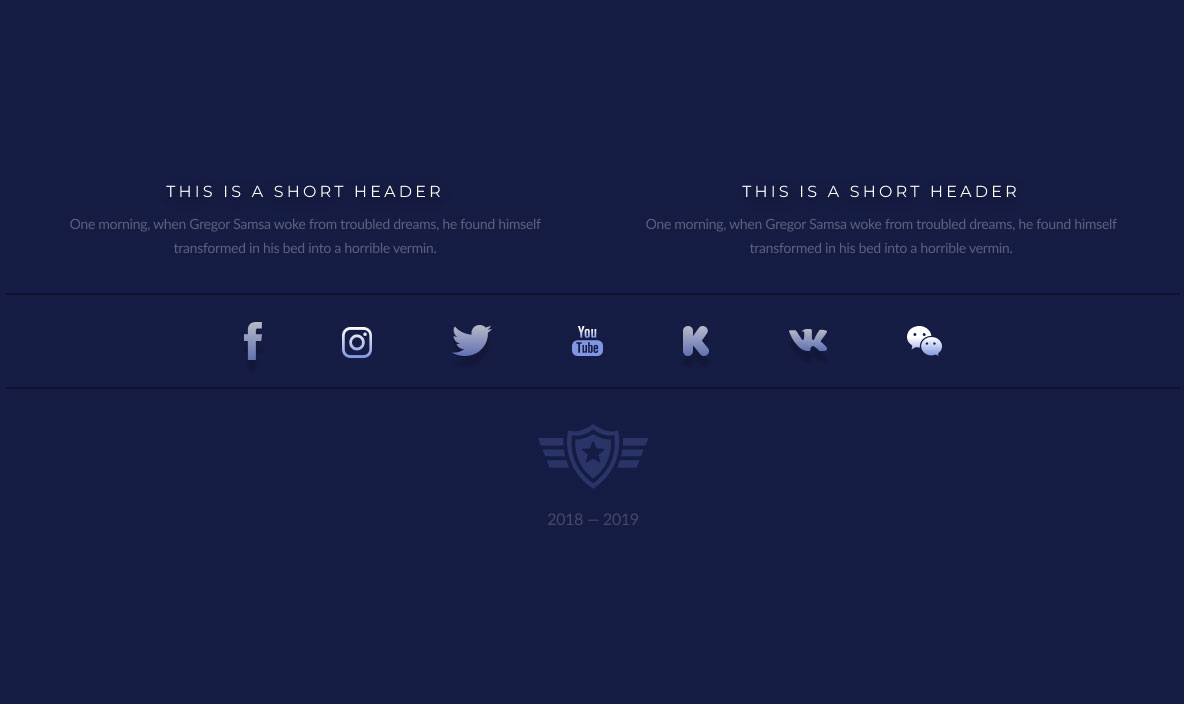 THIS IS A SHORT HEADER
One morning, when Gregor Samsa woke from troubled dreams, he found himself
transformed in his bed into a horrible vermin.
THIS IS A SHORT HEADER
One morning, when Gregor Samsa woke from troubled dreams, he found himself
transformed in his bed into a horrible vermin.
You
Tube
2018 — 2019